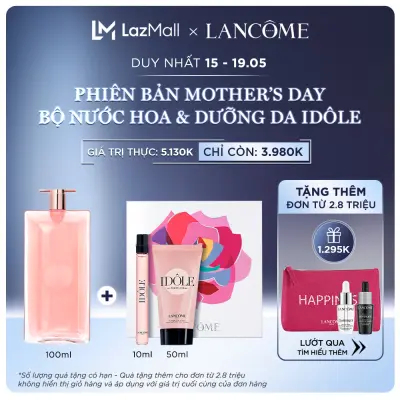 LM LazMall × LANCÔME
DUY NHẤT 15 - 19.05
PHIÊN BẢN MOTHER'S DAY
BỘ NƯỚC HOA & DƯỠNG DA IDÔLE
GIÁ TRỊ THỰC: 5.130K CHỈ CÒN: 3.980K
TẶNG THÊM
ĐƠN TỪ 2.8 TRIỆU
1.295K
HAPPINES
LANCÔME
IDÔLE
IDÔLE
LANCÔME
CÔME
LƯỚT QUA
TÌM HIỂU THÊM
100ml
10ml
50ml
*Số lượng quà tặng có hạn - Quà tặng thêm cho đơn từ 2.8 triệu
không hiển thị giỏ hàng và áp dụng với giá trị cuối cùng của đơn hàng